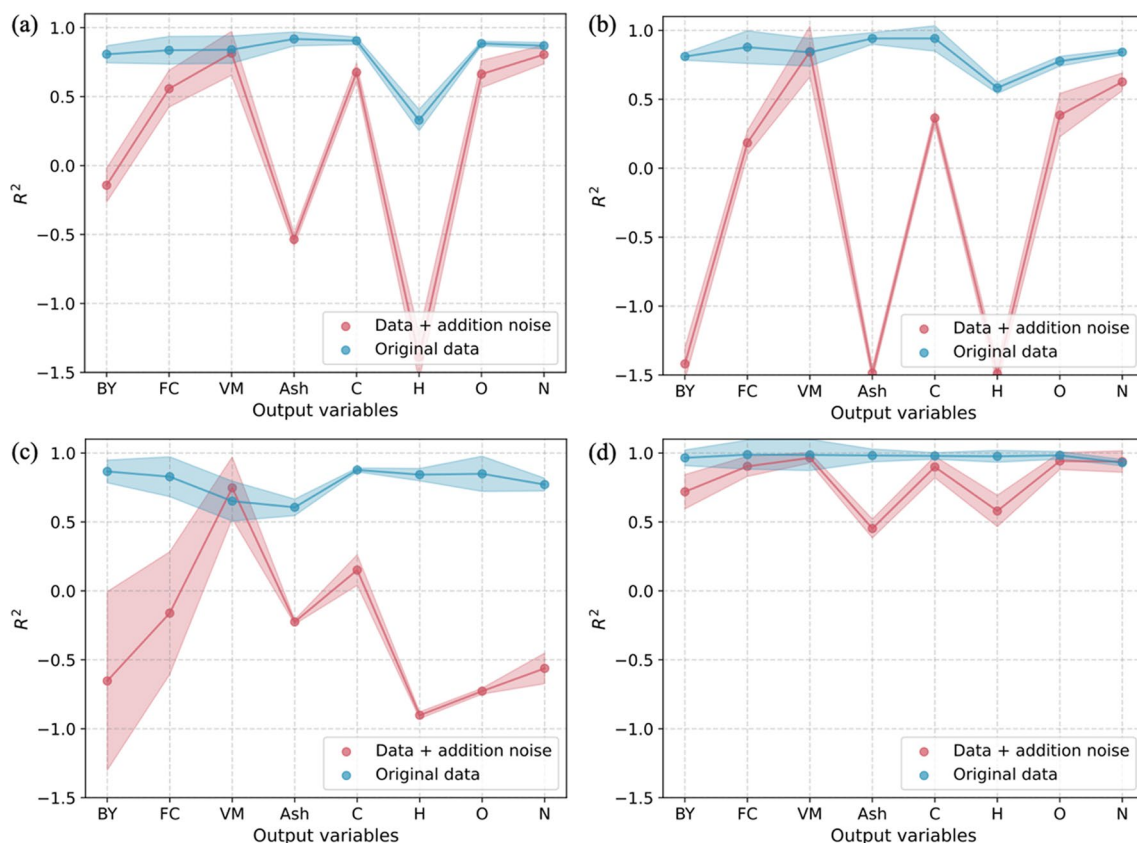 (a)
1.0
0.5
0.0
−0.5
−1.0
−1.5
R²
Data + addition noise
Original data
BY FC VM Ash C H O N
Output variables
(b)
1.0
0.5
0.0
−0.5
−1.0
−1.5
R²
Data + addition noise
Original data
BY FC VM Ash C H O N
Output variables
(c)
1.0
0.5
0.0
−0.5
−1.0
−1.5
R²
Data + addition noise
Original data
BY FC VM Ash C H O N
Output variables
(d)
1.0
0.5
0.0
−0.5
−1.0
−1.5
R²
Data + addition noise
Original data
BY FC VM Ash C H O N
Output variables